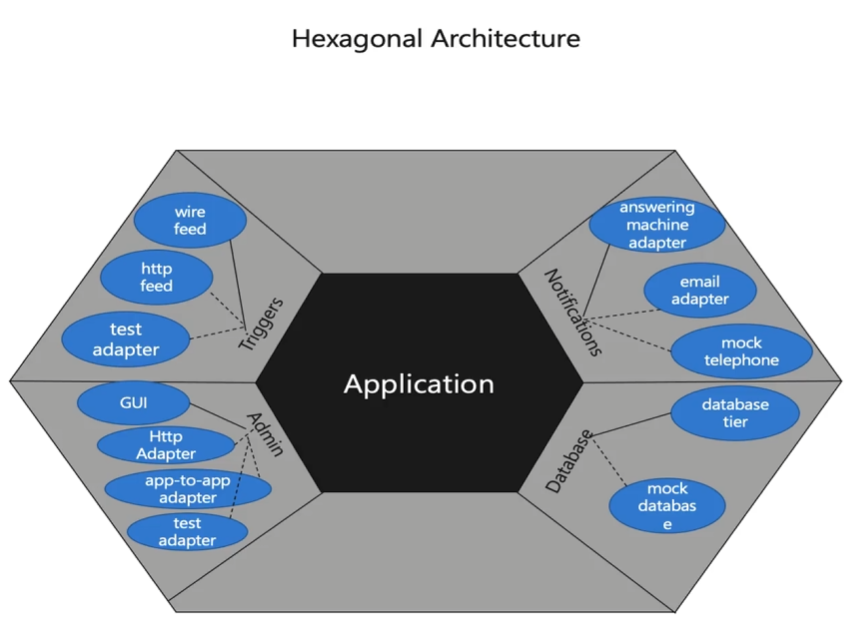 Hexagonal Architecture
wire
feed
http
feed
test
adapter
Triggers
answering
machine
adapter
email
adapter
mock
telephone
Notifications
Application
GUI
Http
Adapter
app-to-app
adapter
test
adapter
Admin
database
tier
mock
databas
e
Database